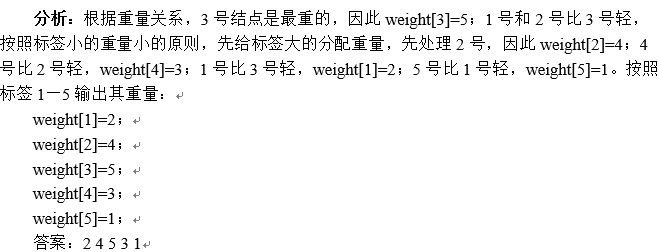 分析：根据重量关系，3 号结点是最重的，因此 weight[3]=5；1 号和 2 号比 3 号轻，
按照标签小的重量小的原则，先给标签大的分配重量，先处理 2 号，因此 weight[2]=4；4
号比 2 号轻，weight[4]=3；1 号比 3 号轻，weight[1]=2；5 号比 1 号轻，weight[5]=1。按照
标签 1—5 输出其重量：
weight[1]=2；
weight[2]=4；
weight[3]=5；
weight[4]=3；
weight[5]=1；
答案：2 4 5 3 1